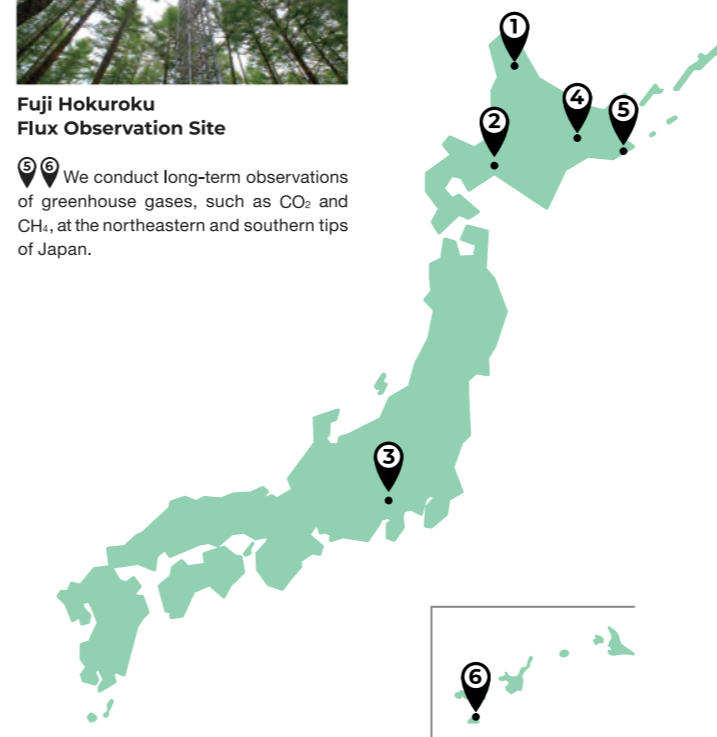 Fuji Hokuroku
Flux Observation Site
⑤ ⑥ We conduct long-term observations
of greenhouse gases, such as CO₂ and
CH₄, at the northeastern and southern tips
of Japan.
①
④
⑤
②
③
⑥